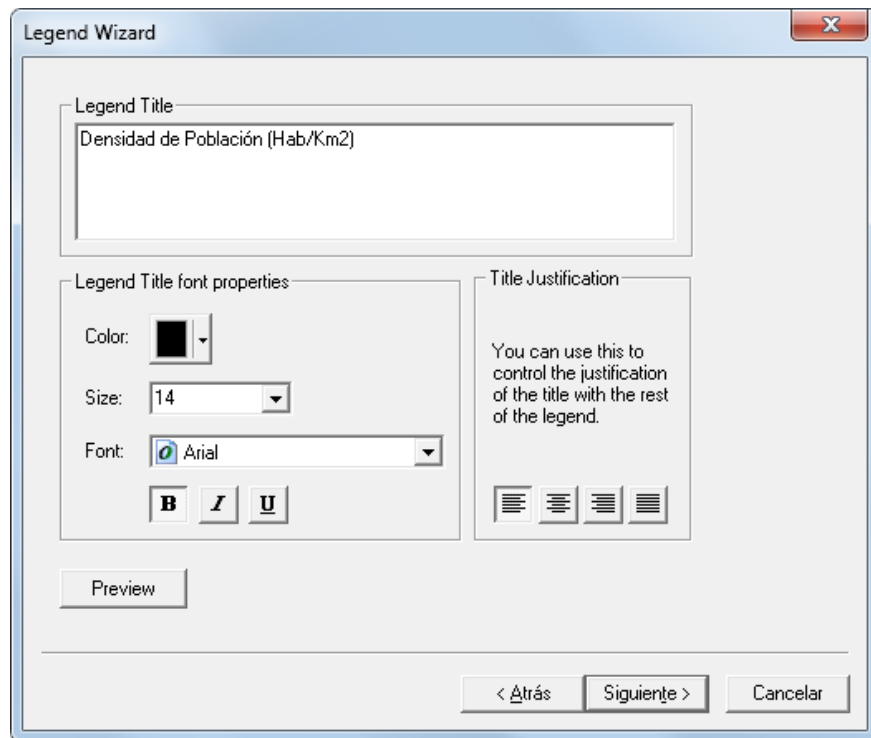 Legend Wizard
Legend Title
Densidad de Población (Hab/Km2)
Legend Title font properties
Color:
Size: 14
Font: Arial
B I U
Title Justification
You can use this to
control the justification
of the title with the rest
of the legend.
Preview
< Atrás Siguiente > Cancelar